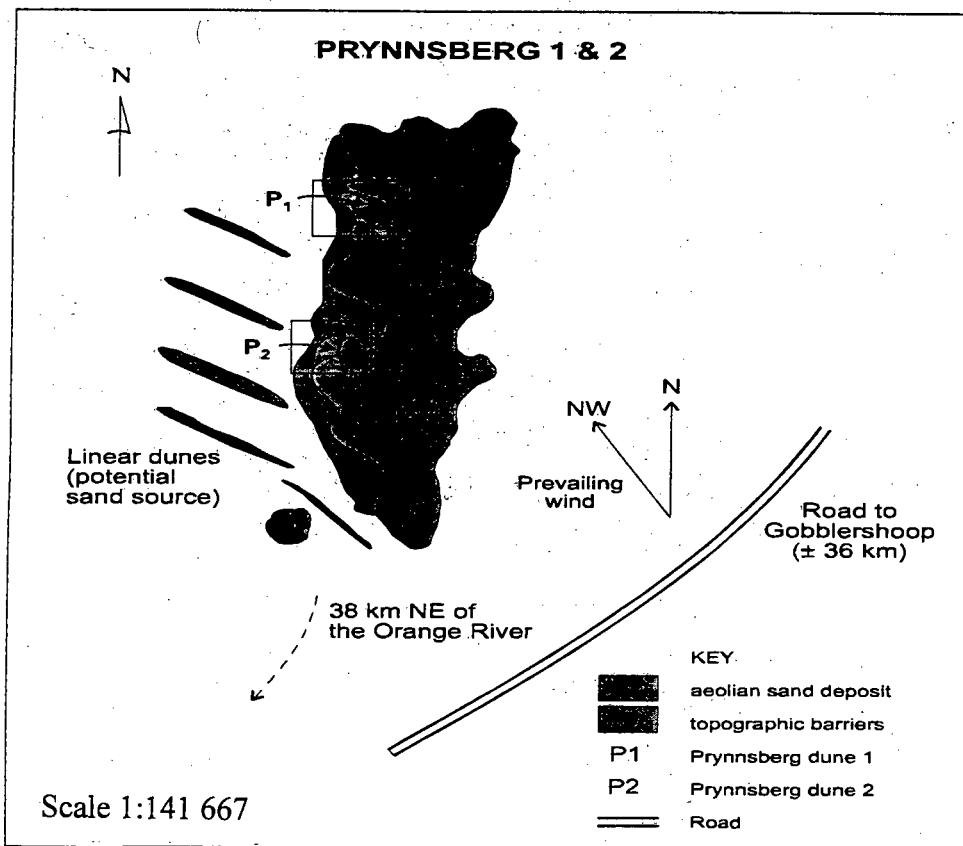 PRYNNSBERG 1 & 2
N
P1
P2
N
NW
Prevailing
wind
Linear dunes
(potential
sand source)
Road to
Gobblershoop
(± 36 km)
38 km NE of
the Orange River
KEY
aeolian sand deposit
topographic barriers
P1 Prynnsberg dune 1
P2 Prynnsberg dune 2
Road
Scale 1:141 667